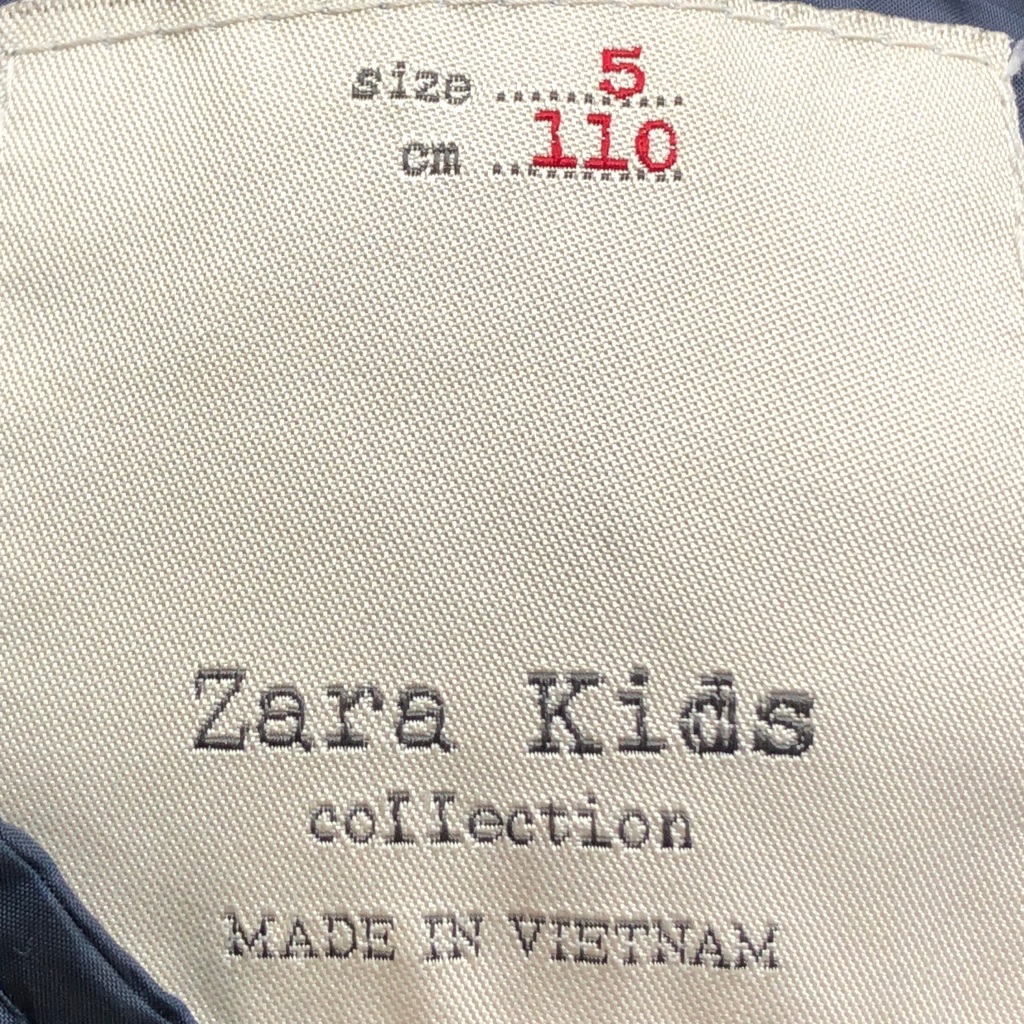 size 5
cm 110
Zara Kids
collection
MADE IN VIETNAM